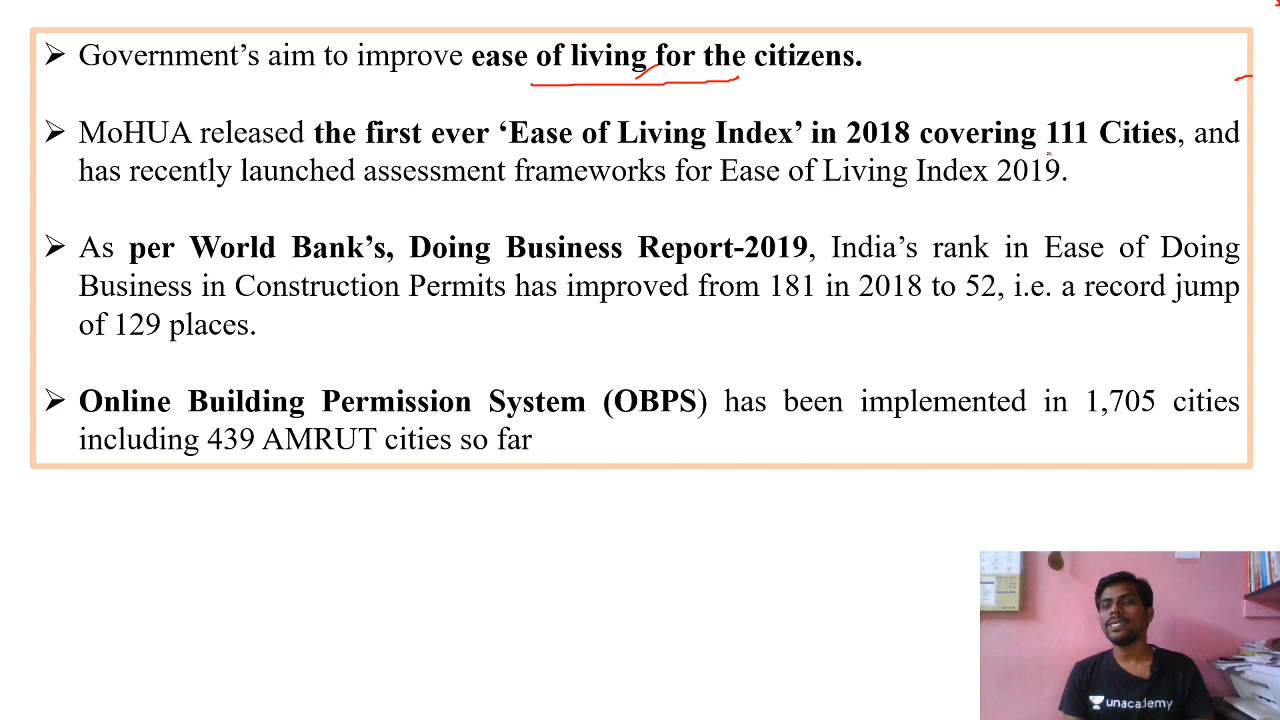 ➢ Government’s aim to improve ease of living for the citizens.
➢ MoHUA released the first ever ‘Ease of Living Index’ in 2018 covering 111 Cities, and
has recently launched assessment frameworks for Ease of Living Index 2019.
➢ As per World Bank’s, Doing Business Report-2019, India’s rank in Ease of Doing
Business in Construction Permits has improved from 181 in 2018 to 52, i.e. a record jump
of 129 places.
➢ Online Building Permission System (OBPS) has been implemented in 1,705 cities
including 439 AMRUT cities so far
unacademy